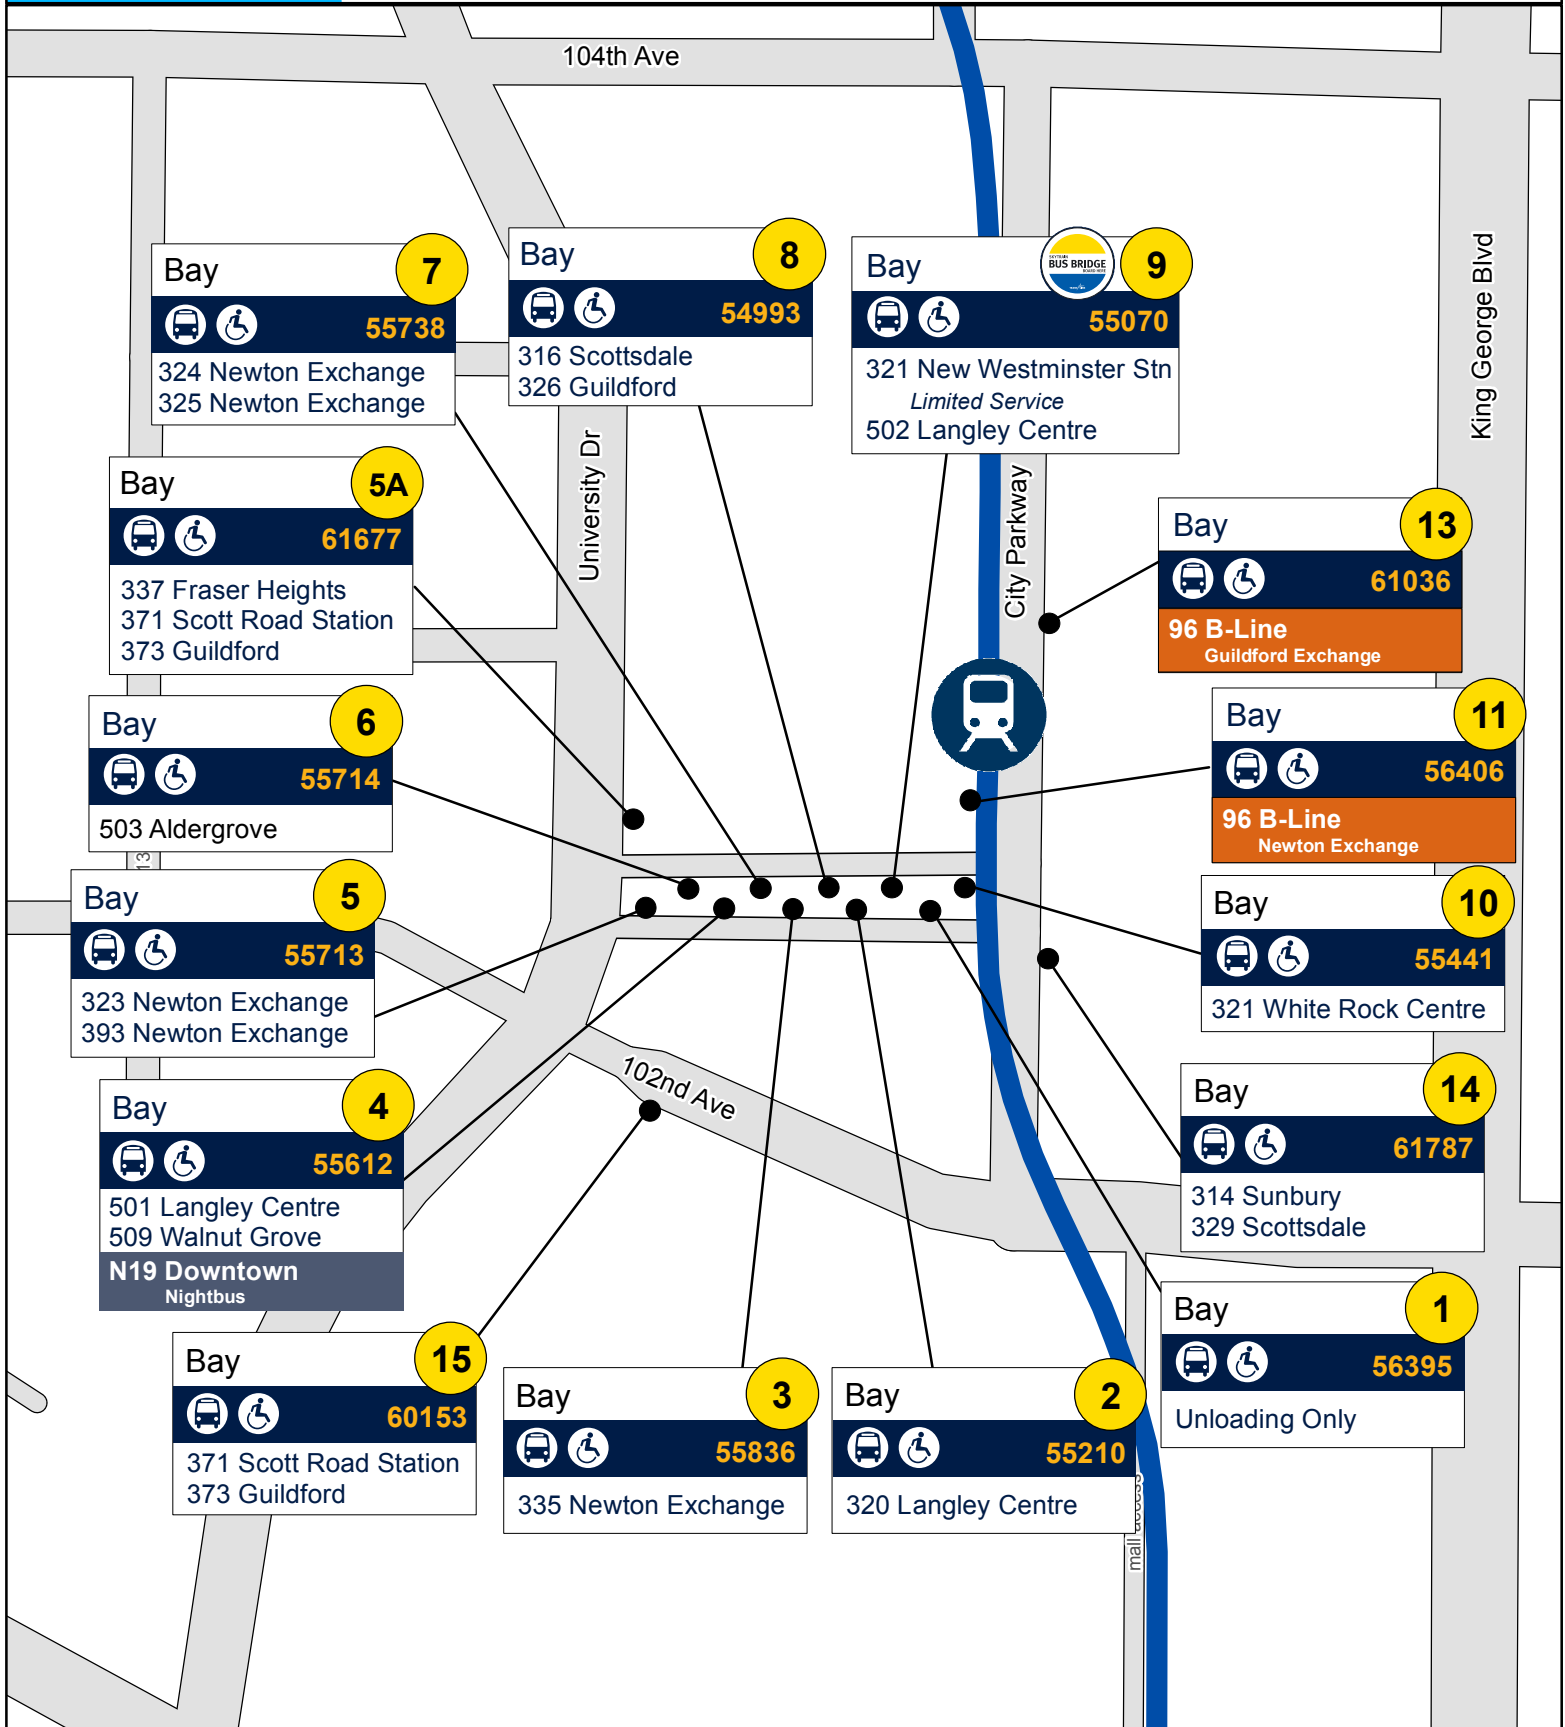 104th Ave
King George Blvd
University Dr
City Parkway
102nd Ave
13
mall access
Bay 7
55738
324 Newton Exchange
325 Newton Exchange
Bay 8
54993
316 Scottsdale
326 Guildford
Bay 9
BUS BRIDGE
55070
321 New Westminster Stn
Limited Service
502 Langley Centre
Bay 5A
61677
337 Fraser Heights
371 Scott Road Station
373 Guildford
Bay 13
61036
96 B-Line
Guildford Exchange
Bay 6
55714
503 Aldergrove
Bay 11
56406
96 B-Line
Newton Exchange
Bay 5
55713
323 Newton Exchange
393 Newton Exchange
Bay 10
55441
321 White Rock Centre
Bay 4
55612
501 Langley Centre
509 Walnut Grove
N19 Downtown
Nightbus
Bay 14
61787
314 Sunbury
329 Scottsdale
Bay 15
60153
371 Scott Road Station
373 Guildford
Bay 3
55836
335 Newton Exchange
Bay 2
55210
320 Langley Centre
Bay 1
56395
Unloading Only